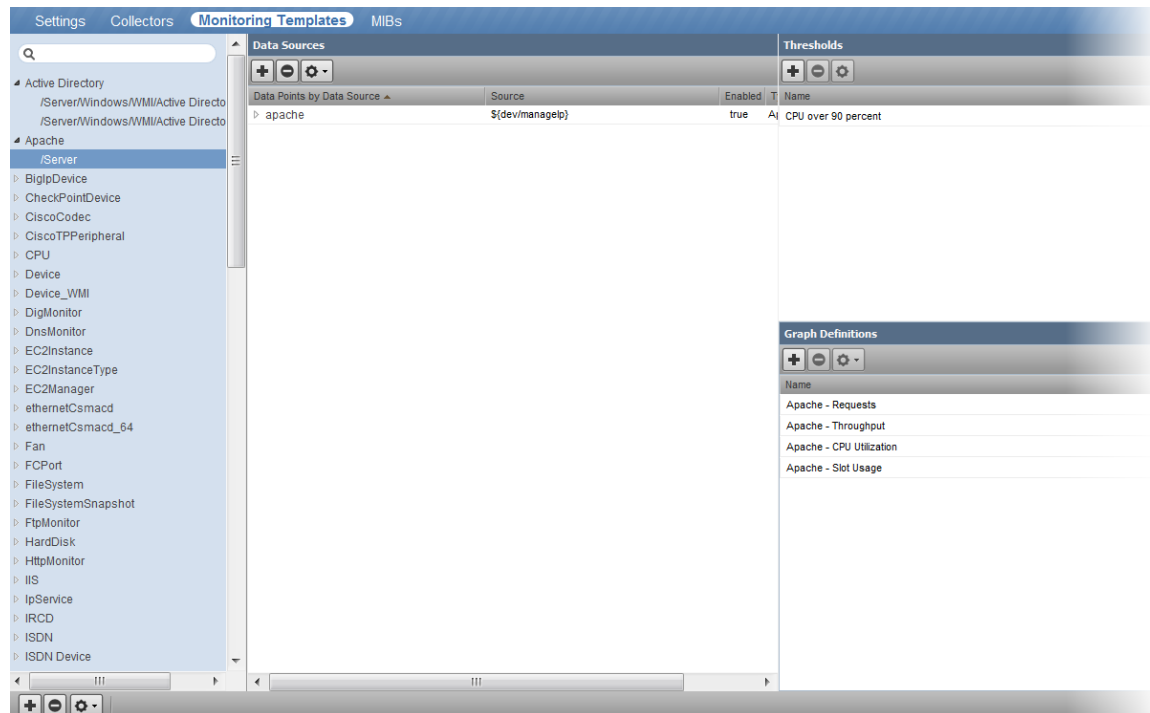 Settings Collectors Monitoring Templates MIBs
Active Directory
/Server/Windows/WMI/Active Directo
/Server/Windows/WMI/Active Directo
Apache
/Server
BigIpDevice
CheckPointDevice
CiscoCodec
CiscoTPPeripheral
CPU
Device
Device_WMI
DigMonitor
DnsMonitor
EC2Instance
EC2InstanceType
EC2Manager
ethernetCsmacd
ethernetCsmacd_64
Fan
FCPort
FileSystem
FileSystemSnapshot
FtpMonitor
HardDisk
HttpMonitor
IIS
IpService
IRCD
ISDN
ISDN Device
Data Sources
Data Points by Data Source Source Enabled T
apache ${dev/manageIp} true A
Thresholds
Name
CPU over 90 percent
Graph Definitions
Name
Apache - Requests
Apache - Throughput
Apache - CPU Utilization
Apache - Slot Usage